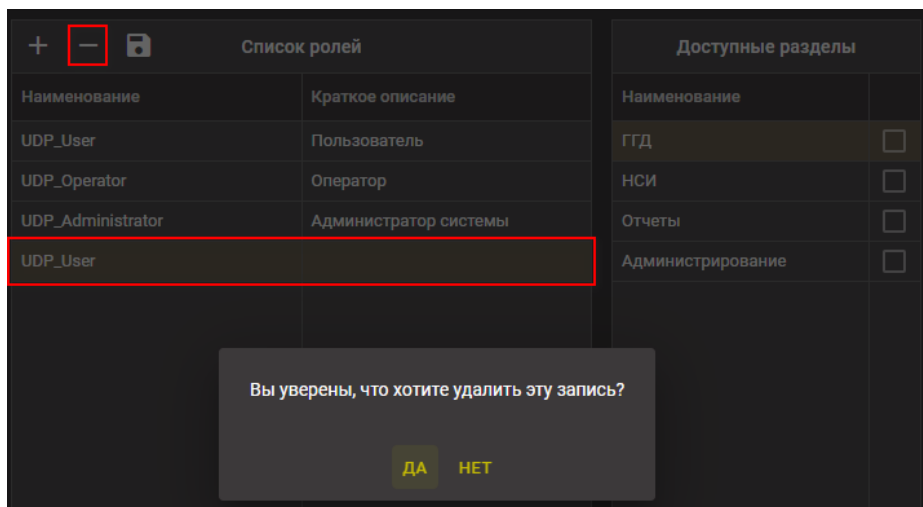 Список ролей
Доступные разделы
Наименование Краткое описание
Наименование
UDP_User Пользователь
ГГД
UDP_Operator Оператор
НСИ
UDP_Administrator Администратор системы
Отчеты
UDP_User
Администрирование
Вы уверены, что хотите удалить эту запись?
ДА НЕТ